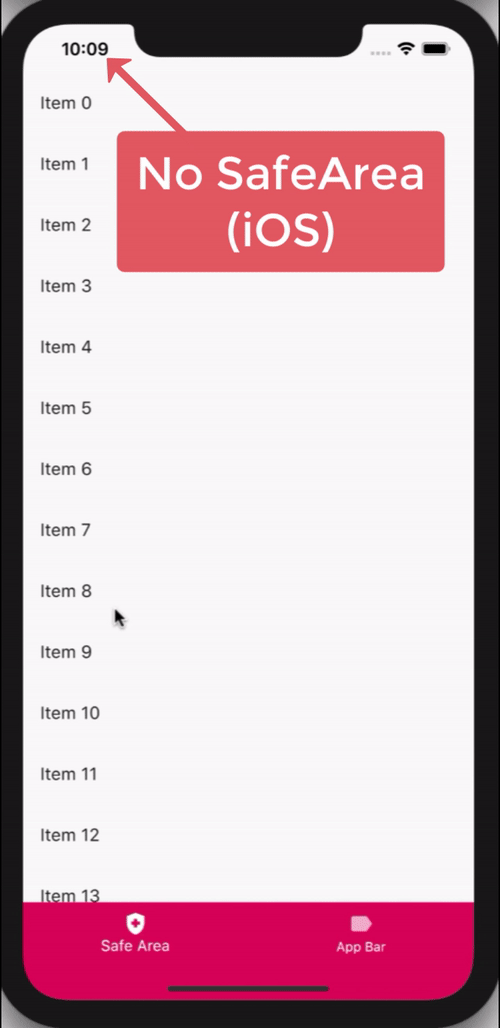 10:09
Item 0
No SafeArea
(iOS)
Item 1
Item 2
Item 3
Item 4
Item 5
Item 6
Item 7
Item 8
Item 9
Item 10
Item 11
Item 12
Item 13
Safe Area
App Bar